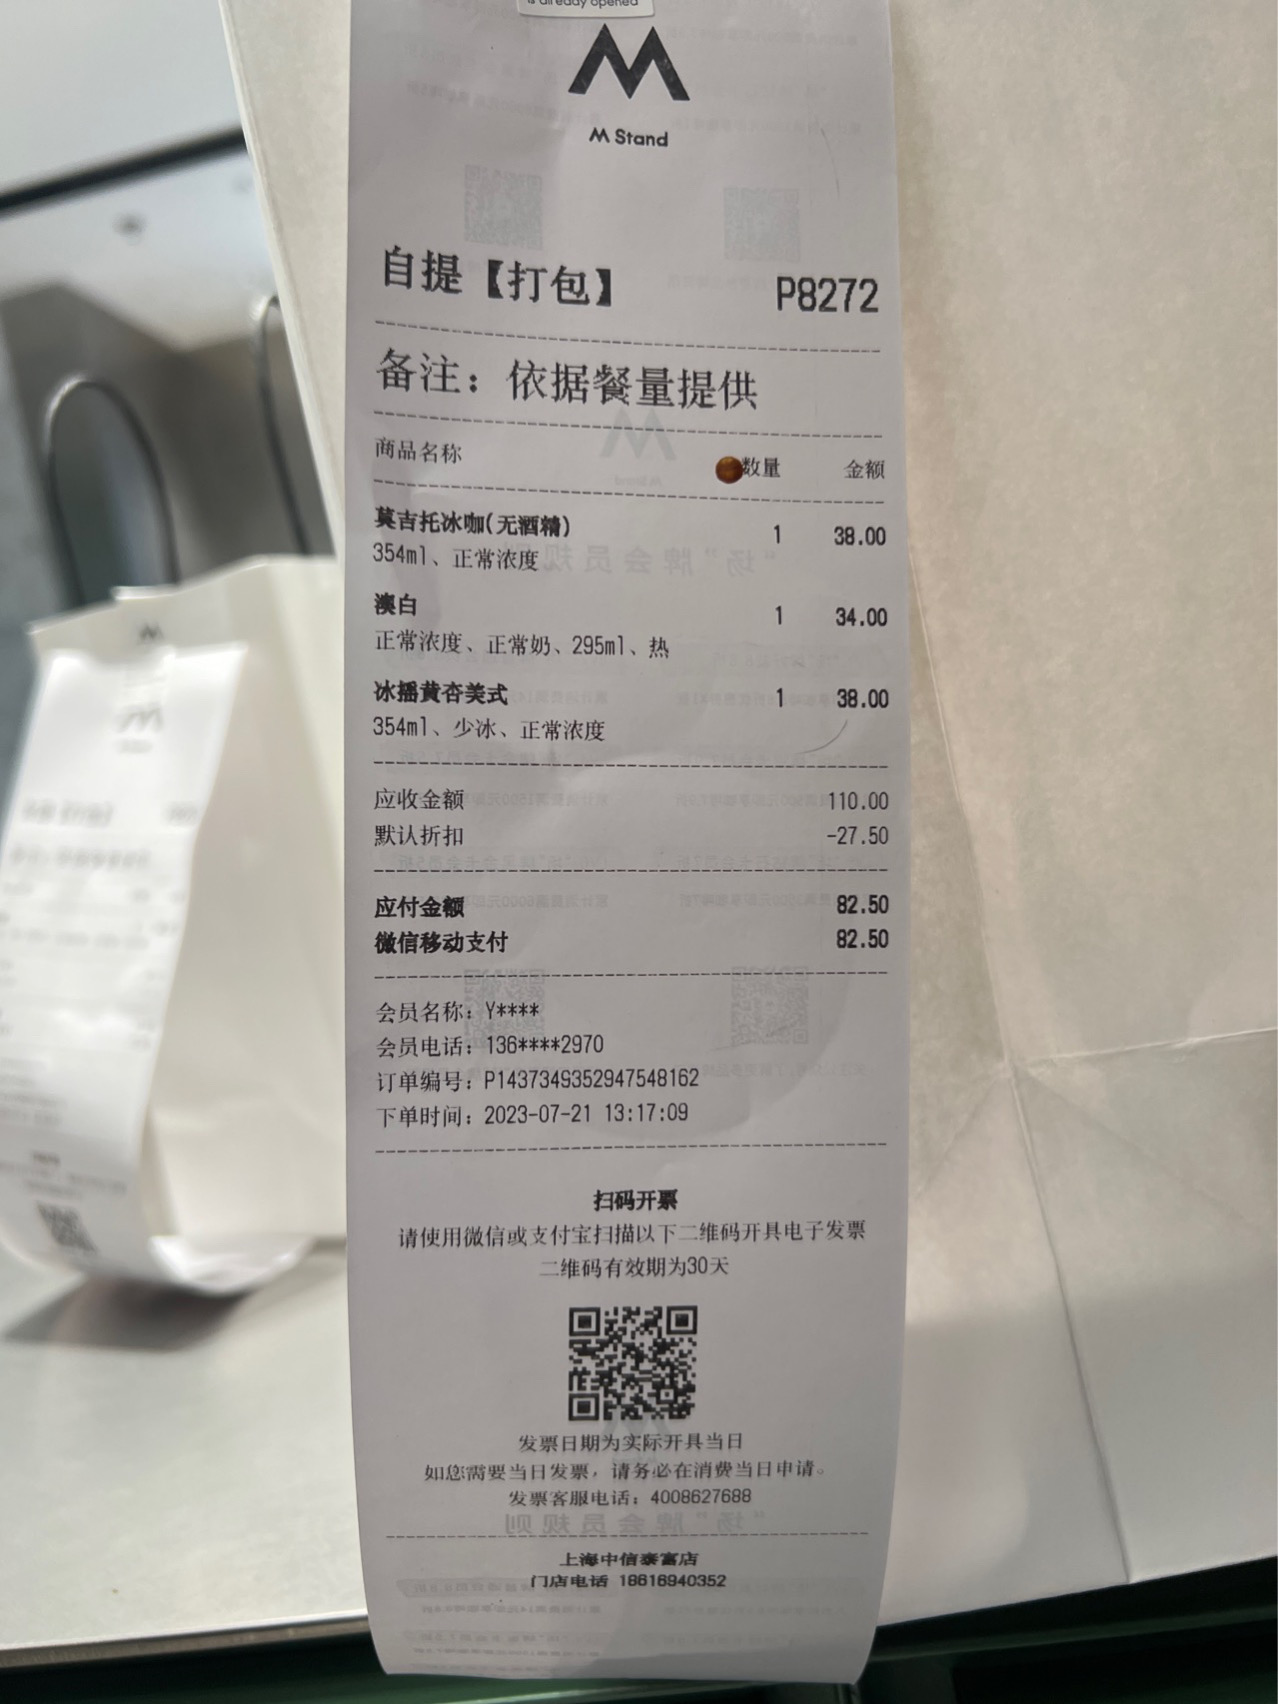 is already opened
M Stand
自提【打包】 P8272
备注：依据餐量提供
商品名称 数量 金额
莫吉托冰咖(无酒精) 1 38.00
354ml、正常浓度
澳白 1 34.00
正常浓度、正常奶、295ml、热
冰摇黄杏美式 1 38.00
354ml、少冰、正常浓度
应收金额 110.00
默认折扣 -27.50
应付金额 82.50
微信移动支付 82.50
会员名称：Y****
会员电话：136****2970
订单编号：P1437349352947548162
下单时间：2023-07-21 13:17:09
扫码开票
请使用微信或支付宝扫描以下二维码开具电子发票
二维码有效期为30天
发票日期为实际开具当日
如您需要当日发票，请务必在消费当日申请。
发票客服电话：4008627688
上海中信泰富店
门店电话 18616940352